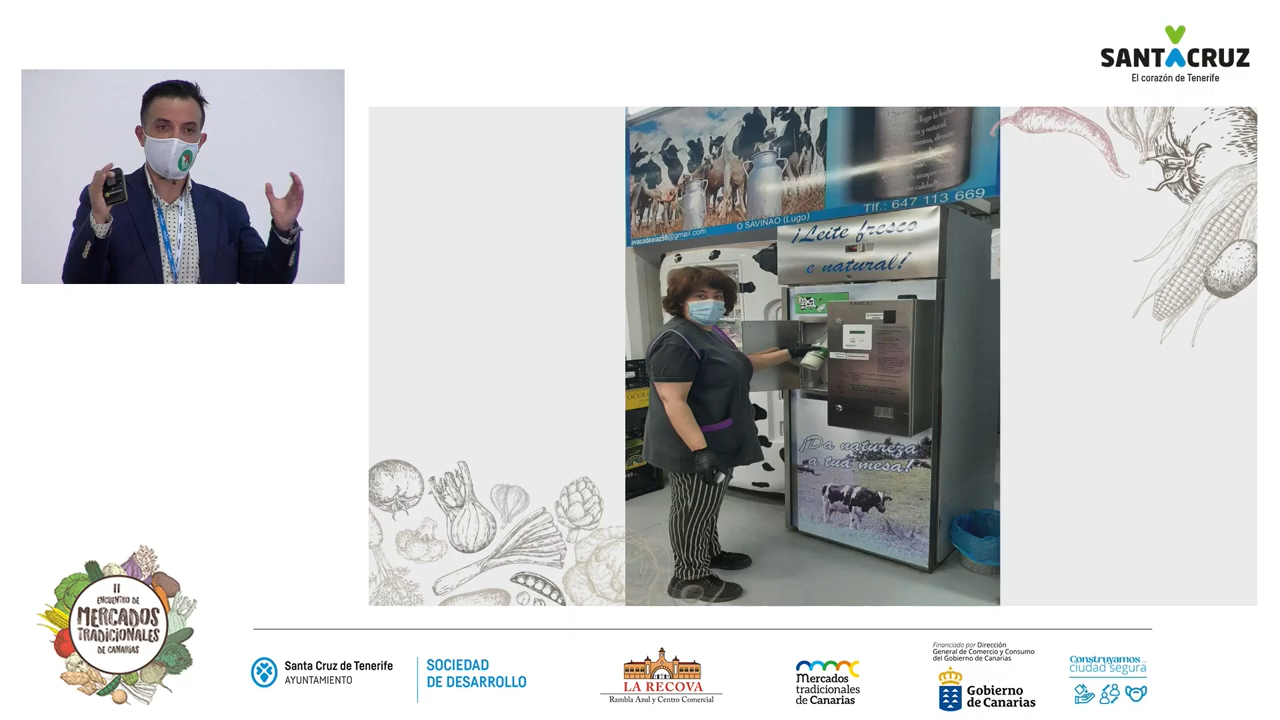 SANTACRUZ
El corazón de Tenerife
O SAVIÑAO (Lugo)
Tlf.: 647 113 669
¡Leite fresco
e natural!
¡Da natureza
a túa mesa!
II
ENCUENTRO DE
MERCADOS
TRADICIONALES
DE CANARIAS
Santa Cruz de Tenerife
AYUNTAMIENTO
SOCIEDAD
DE DESARROLLO
LA RECOVA
Rambla Azul y Centro Comercial
Mercados
tradicionales
de Canarias
Financiado por Dirección
General de Comercio y Consumo
del Gobierno de Canarias
Gobierno
de Canarias
Construyamos
ciudad segura